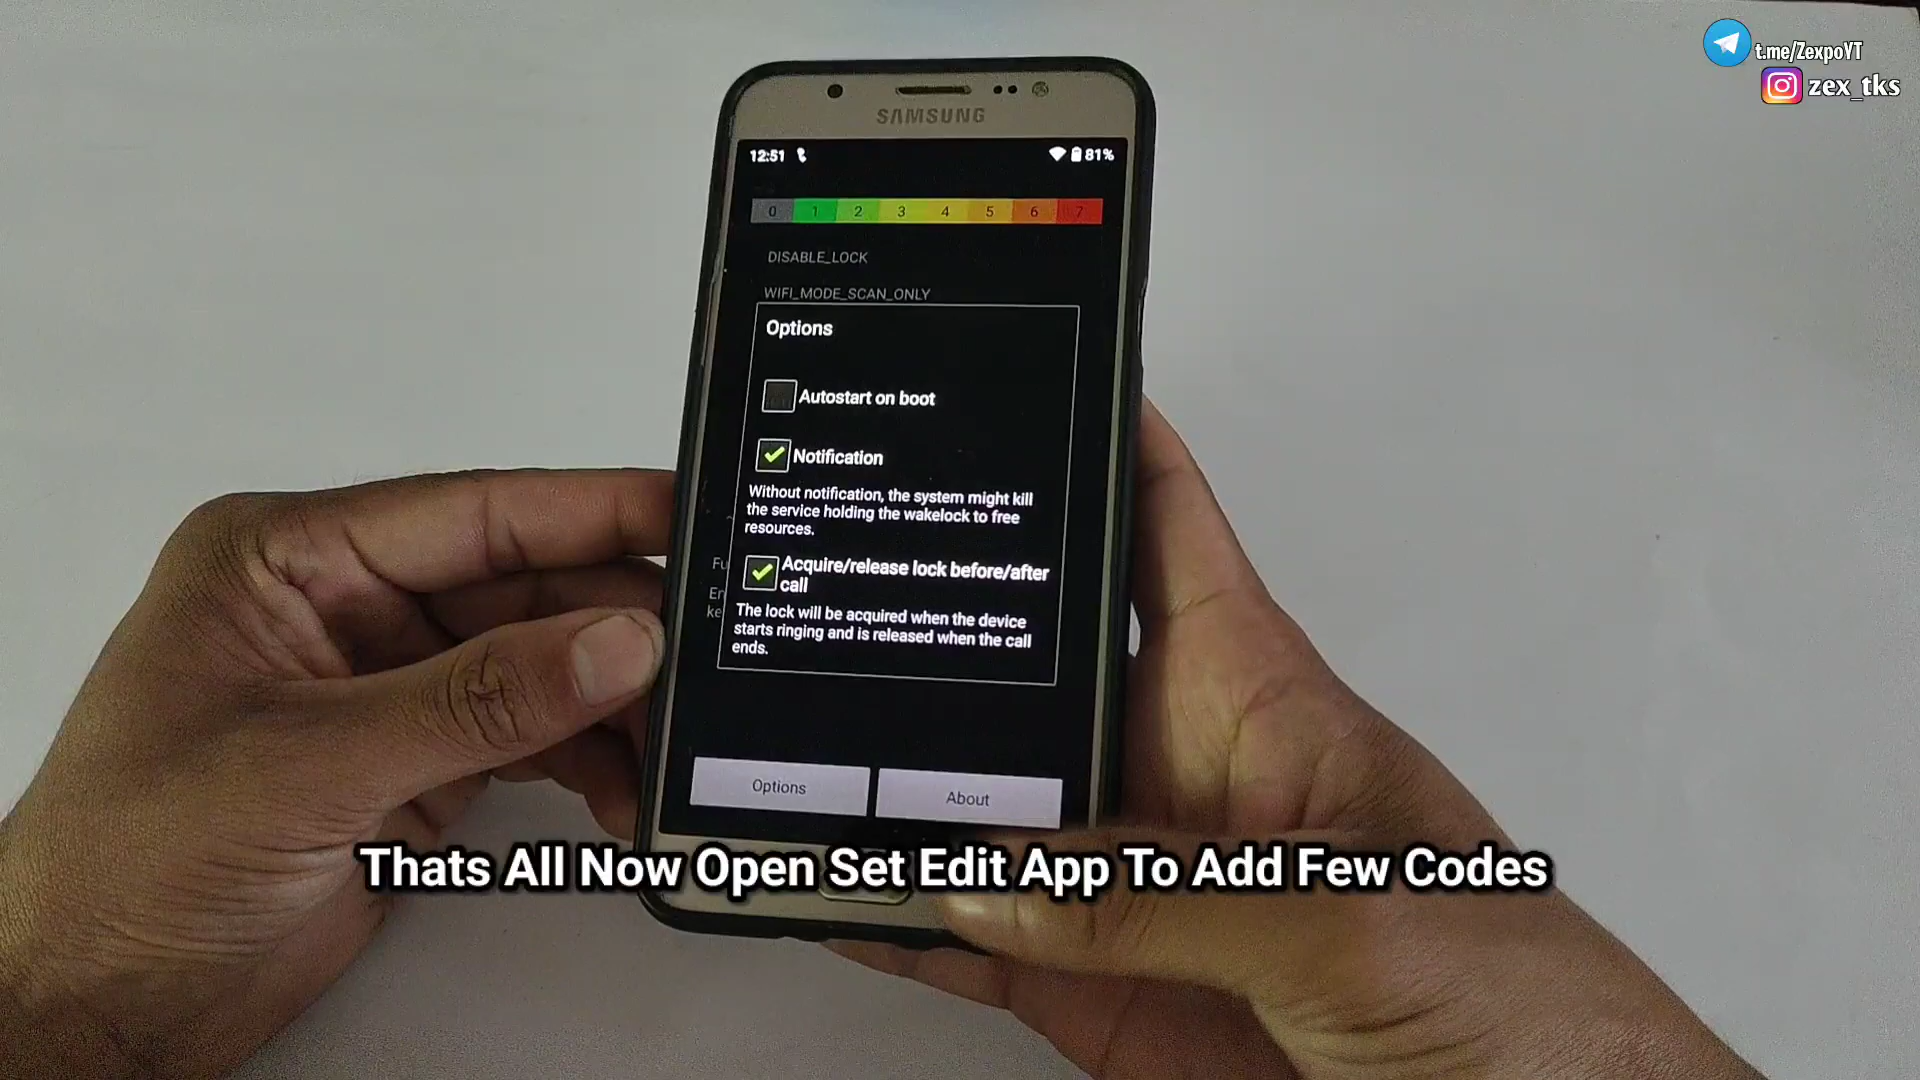 t.me/ZexpoYT
zex_tks
SAMSUNG
12:51
81%
0 1 2 3 4 5 6 7
DISABLE_LOCK
WIFI_MODE_SCAN_ONLY
Options
Autostart on boot
Notification
Without notification, the system might kill
the service holding the wakelock to free
resources.
Fu
Acquire/release lock before/after
call
En
ke
The lock will be acquired when the device
starts ringing and is released when the call
ends.
Options
About
Thats All Now Open Set Edit App To Add Few Codes